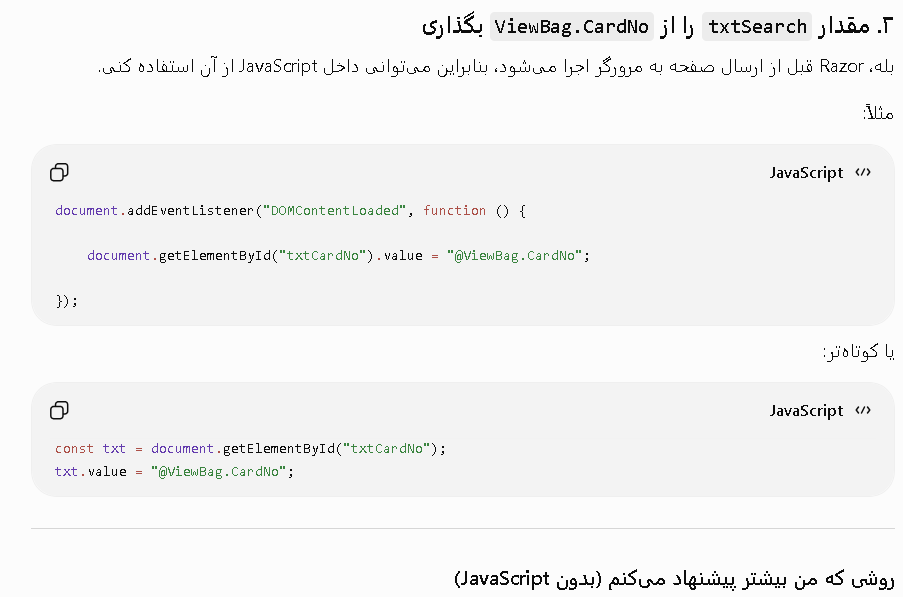 ۲. مقدار txtSearch را از ViewBag.CardNo بگذاری
بله، Razor قبل از ارسال صفحه به مرورگر اجرا می‌شود، بنابراین می‌توانی داخل JavaScript از آن استفاده کنی.
مثلاً:
JavaScript
document.addEventListener("DOMContentLoaded", function () {
    document.getElementById("txtCardNo").value = "@ViewBag.CardNo";
});
یا کوتاه‌تر:
JavaScript
const txt = document.getElementById("txtCardNo");
txt.value = "@ViewBag.CardNo";
روشی که من بیشتر پیشنهاد می‌کنم (بدون JavaScript)